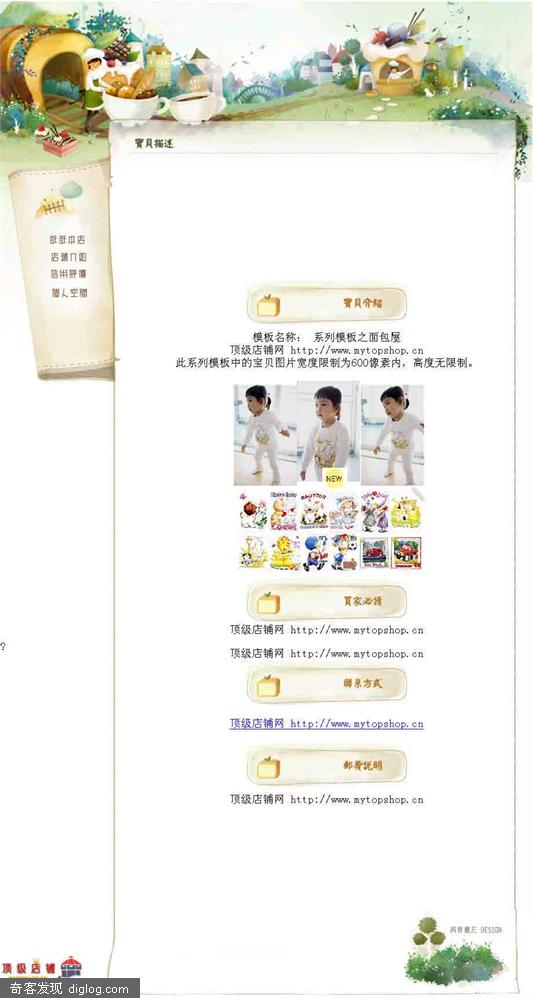 寶貝描述
逛逛本店
店鋪介紹
信用評價
個人空間
寶貝介紹
模板名称： 系列模板之面包屋
顶级店铺网 http://www.mytopshop.cn
此系列模板中的宝贝图片宽度限制为600像素内，高度无限制。
NEW
買家必讀
顶级店铺网 http://www.mytopshop.cn
?
顶级店铺网 http://www.mytopshop.cn
聯系方式
顶级店铺网 http://www.mytopshop.cn
郵費說明
顶级店铺网 http://www.mytopshop.cn
DESIGN
顶级店铺
奇客发现 diglog.com